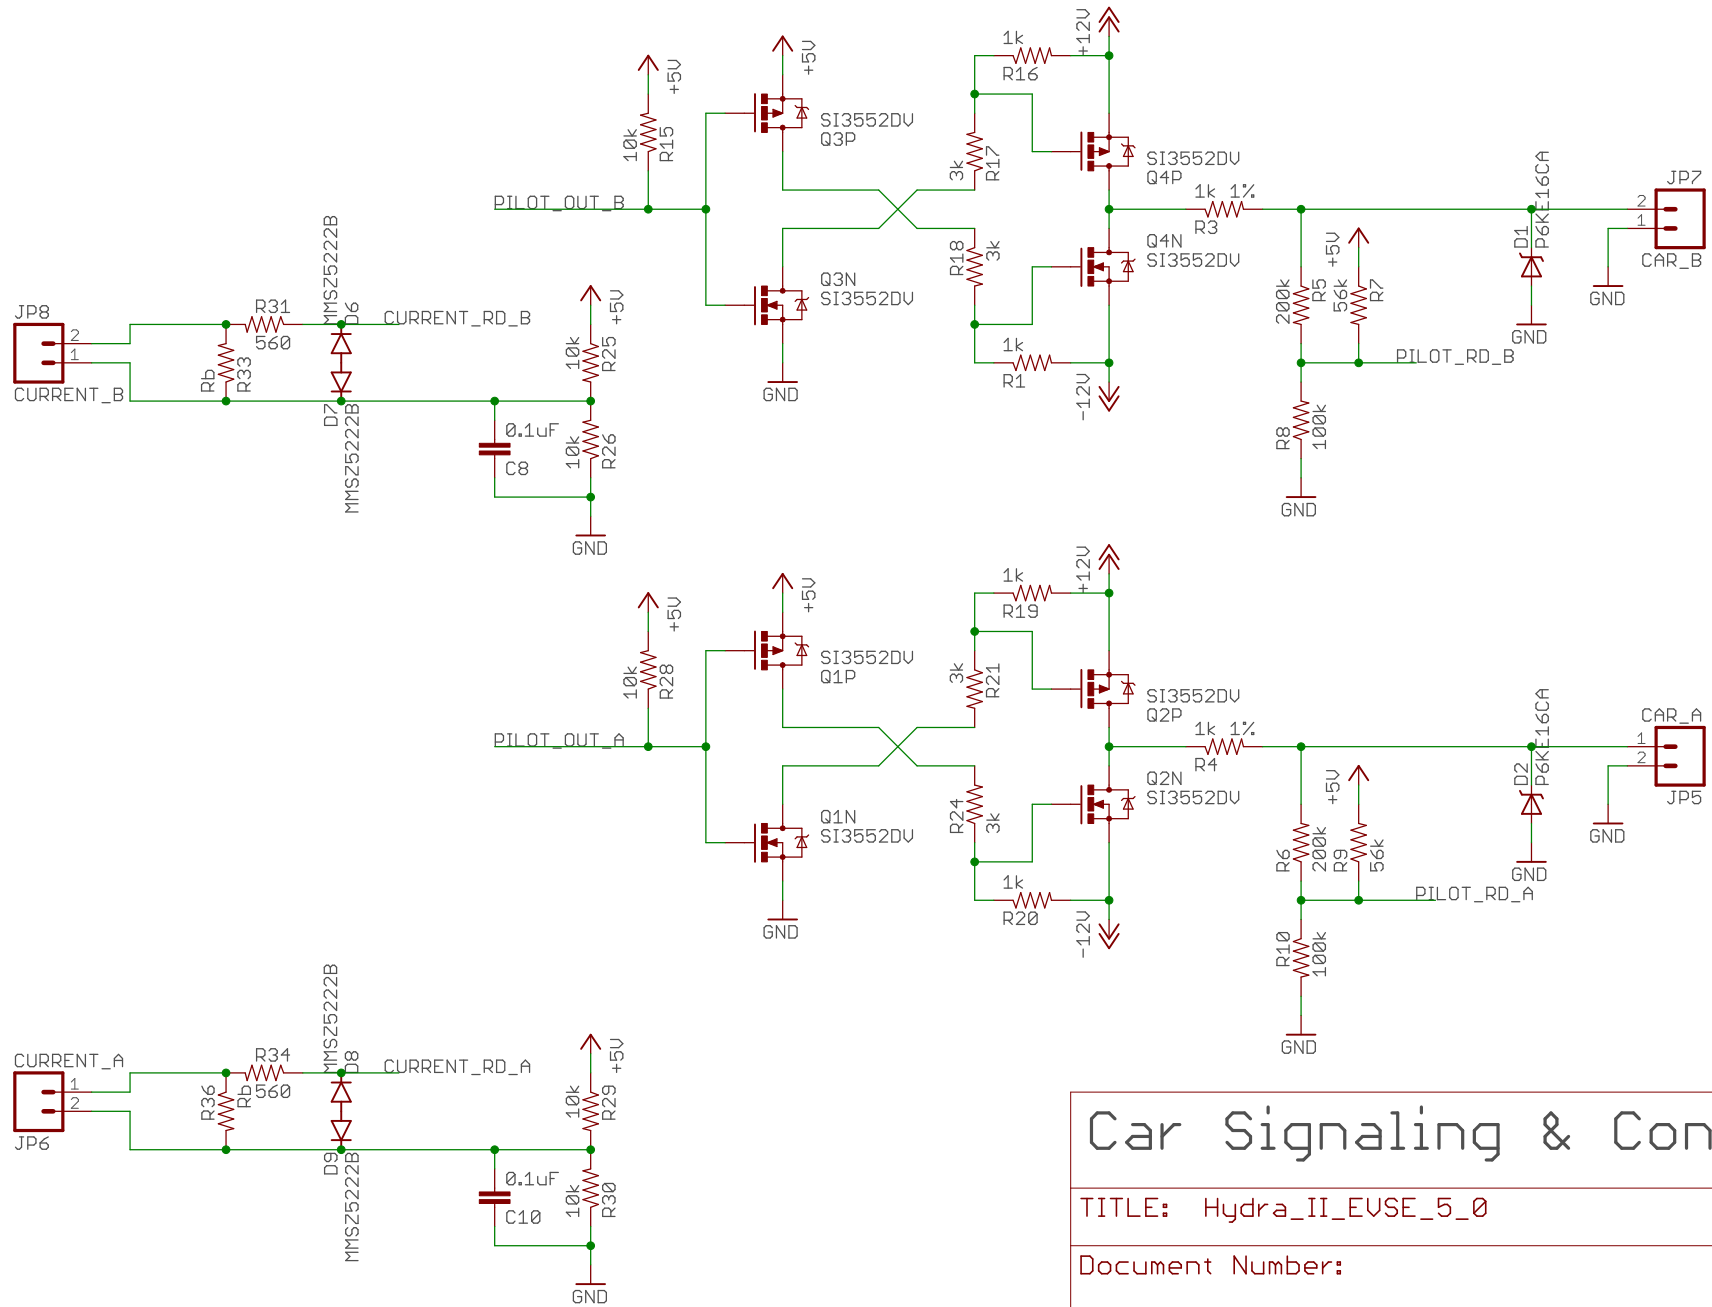 +12V
1k
R16
+5V
+5V
10k
R15
SI3552DV
Q3P
3k
R17
SI3552DV
Q4P
PILOT_OUT_B
1k 1%
R3
P6KE16CA
D1
JP7
2
1
CAR_B
GND
R18
3k
Q4N
SI3552DV
Q3N
SI3552DV
+5V
200k
R5
56k
R7
GND
PILOT_RD_B
JP8
2
1
CURRENT_B
R31
560
Rb
R33
MMSZ5222B
D6
CURRENT_RD_B
D7
MMSZ5222B
+5V
10k
R25
1k
R1
GND
-12V
0.1uF
C8
10k
R26
R8
100k
GND
GND
+12V
1k
R19
+5V
+5V
10k
R28
SI3552DV
Q1P
3k
R21
SI3552DV
Q2P
PILOT_OUT_A
1k 1%
R4
P6KE16CA
D2
CAR_A
1
2
JP5
GND
R24
3k
Q2N
SI3552DV
Q1N
SI3552DV
+5V
R6
200k
R9
56k
GND
PILOT_RD_A
1k
R20
GND
-12V
R10
100k
GND
CURRENT_A
1
2
JP6
R34
560
R36
Rb
MMSZ5222B
D8
CURRENT_RD_A
D9
MMSZ5222B
+5V
10k
R29
0.1uF
C10
10k
R30
GND
Car Signaling & Con
TITLE: Hydra_II_EVSE_5_0
Document Number: